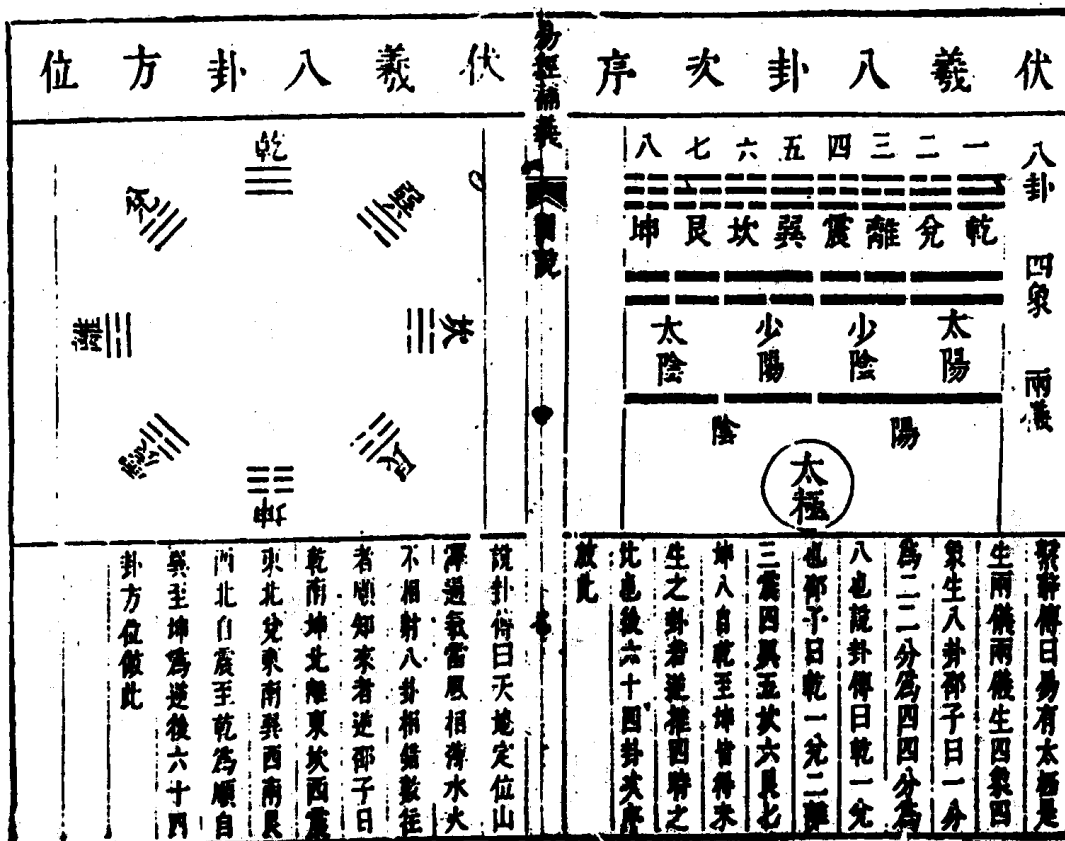 伏羲八卦次序
八卦 四象 兩儀
一二三四五六七八
乾兌離震巽坎艮坤
太陽 少陰 少陽 太陰
陽 陰
太極
繫辭傳曰易有太極是
生兩儀兩儀生四象四
象生八卦邵子曰一分
為二二分為四四分為
八也說卦傳曰乾一兌
也邵子曰乾一兌二離
三震四巽五坎六艮七
坤八自乾至坤皆得未
生之卦若逆推四時之
比也後六十四卦次序
放此
易經補義
圖說
伏羲八卦方位
乾
兌
巽
離
坎
震
艮
坤
說卦傳曰天地定位山
澤通氣雷風相薄水火
不相射八卦相錯數往
者順知來者逆邵子曰
乾南坤北離東坎西震
東北兌東南巽西南艮
西北自震至乾為順自
巽至坤為逆後六十四
卦方位倣此